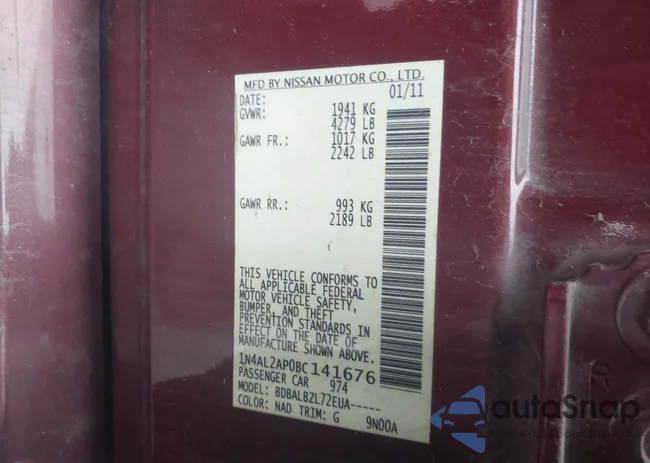 MFD BY NISSAN MOTOR CO., LTD.
DATE: 01/11
GVWR: 1941 KG
4279 LB
GAWR FR.: 1017 KG
2242 LB
GAWR RR.: 993 KG
2189 LB
THIS VEHICLE CONFORMS TO
ALL APPLICABLE FEDERAL
MOTOR VEHICLE SAFETY,
BUMPER, AND THEFT
PREVENTION STANDARDS IN
EFFECT ON THE DATE OF
MANUFACTURE SHOWN ABOVE.
1N4AL2AP0BC141676
PASSENGER CAR 974
MODEL: BDBALB2L72EUA-----
COLOR: NAD TRIM: G 9N00A
R
autoSnap